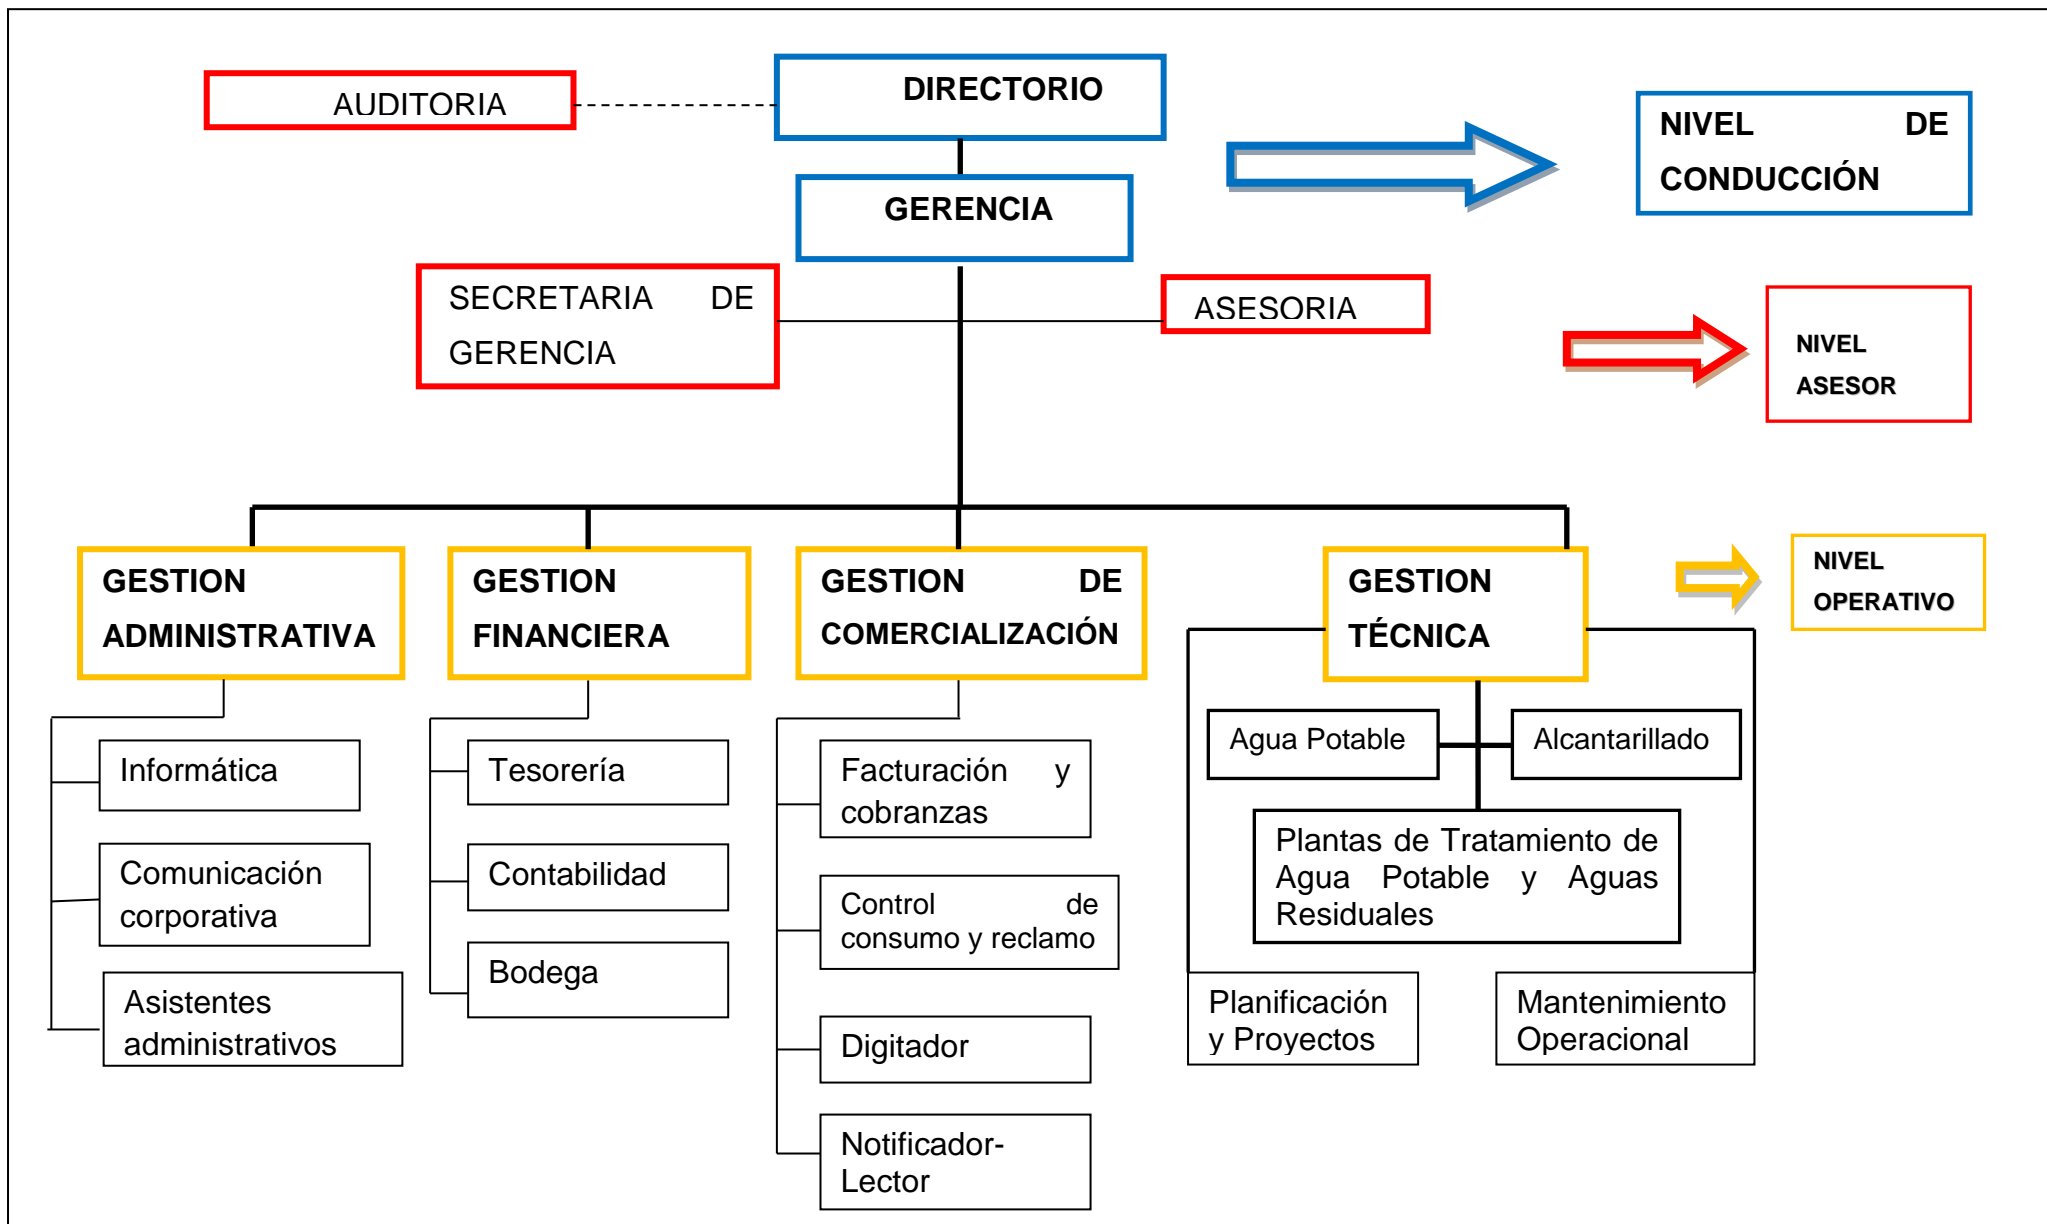 AUDITORIA
DIRECTORIO
NIVEL DE
CONDUCCIÓN
GERENCIA
SECRETARIA DE
GERENCIA
ASESORIA
NIVEL
ASESOR
GESTION
ADMINISTRATIVA
GESTION
FINANCIERA
GESTION DE
COMERCIALIZACIÓN
GESTION
TÉCNICA
NIVEL
OPERATIVO
Informática
Comunicación
corporativa
Asistentes
administrativos
Tesorería
Contabilidad
Bodega
Facturación y
cobranzas
Control de
consumo y reclamo
Digitador
Notificador-
Lector
Agua Potable
Alcantarillado
Plantas de Tratamiento de
Agua Potable y Aguas
Residuales
Planificación
y Proyectos
Mantenimiento
Operacional